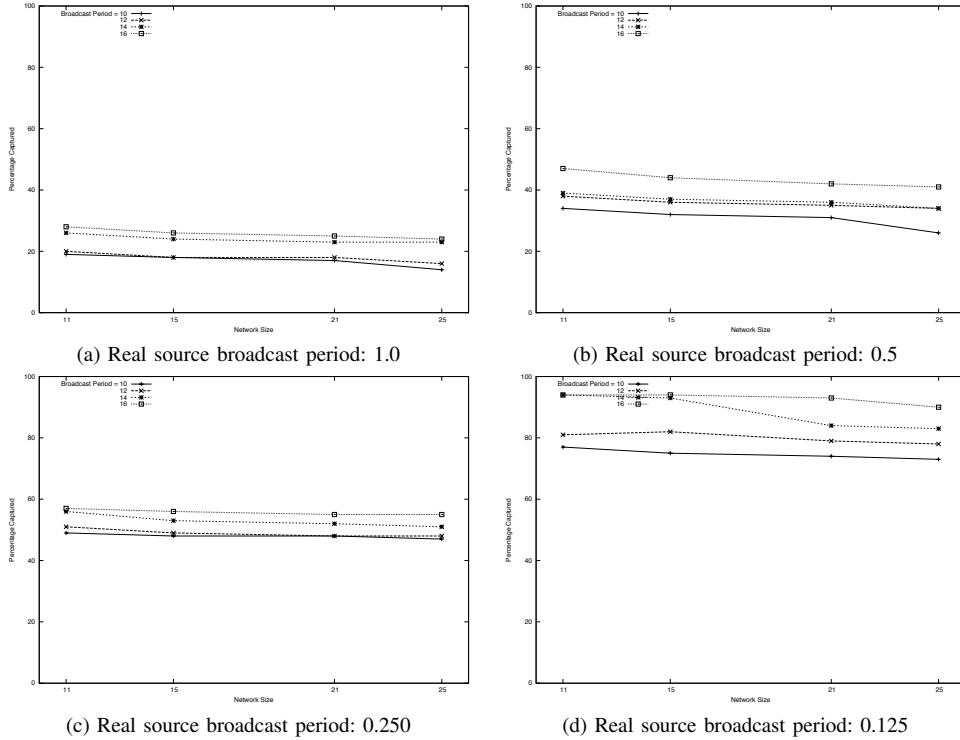 100
80
60
40
20
0
Percentage Captured
Broadcast Period = 10
12
14
16
11 15 21 25
Network Size
(a) Real source broadcast period: 1.0
100
80
60
40
20
0
Percentage Captured
Broadcast Period = 10
12
14
16
11 15 21 25
Network Size
(b) Real source broadcast period: 0.5
100
80
60
40
20
0
Percentage Captured
Broadcast Period = 10
12
14
16
11 15 21 25
Network Size
(c) Real source broadcast period: 0.250
100
80
60
40
20
0
Percentage Captured
Broadcast Period = 10
12
14
16
11 15 21 25
Network Size
(d) Real source broadcast period: 0.125